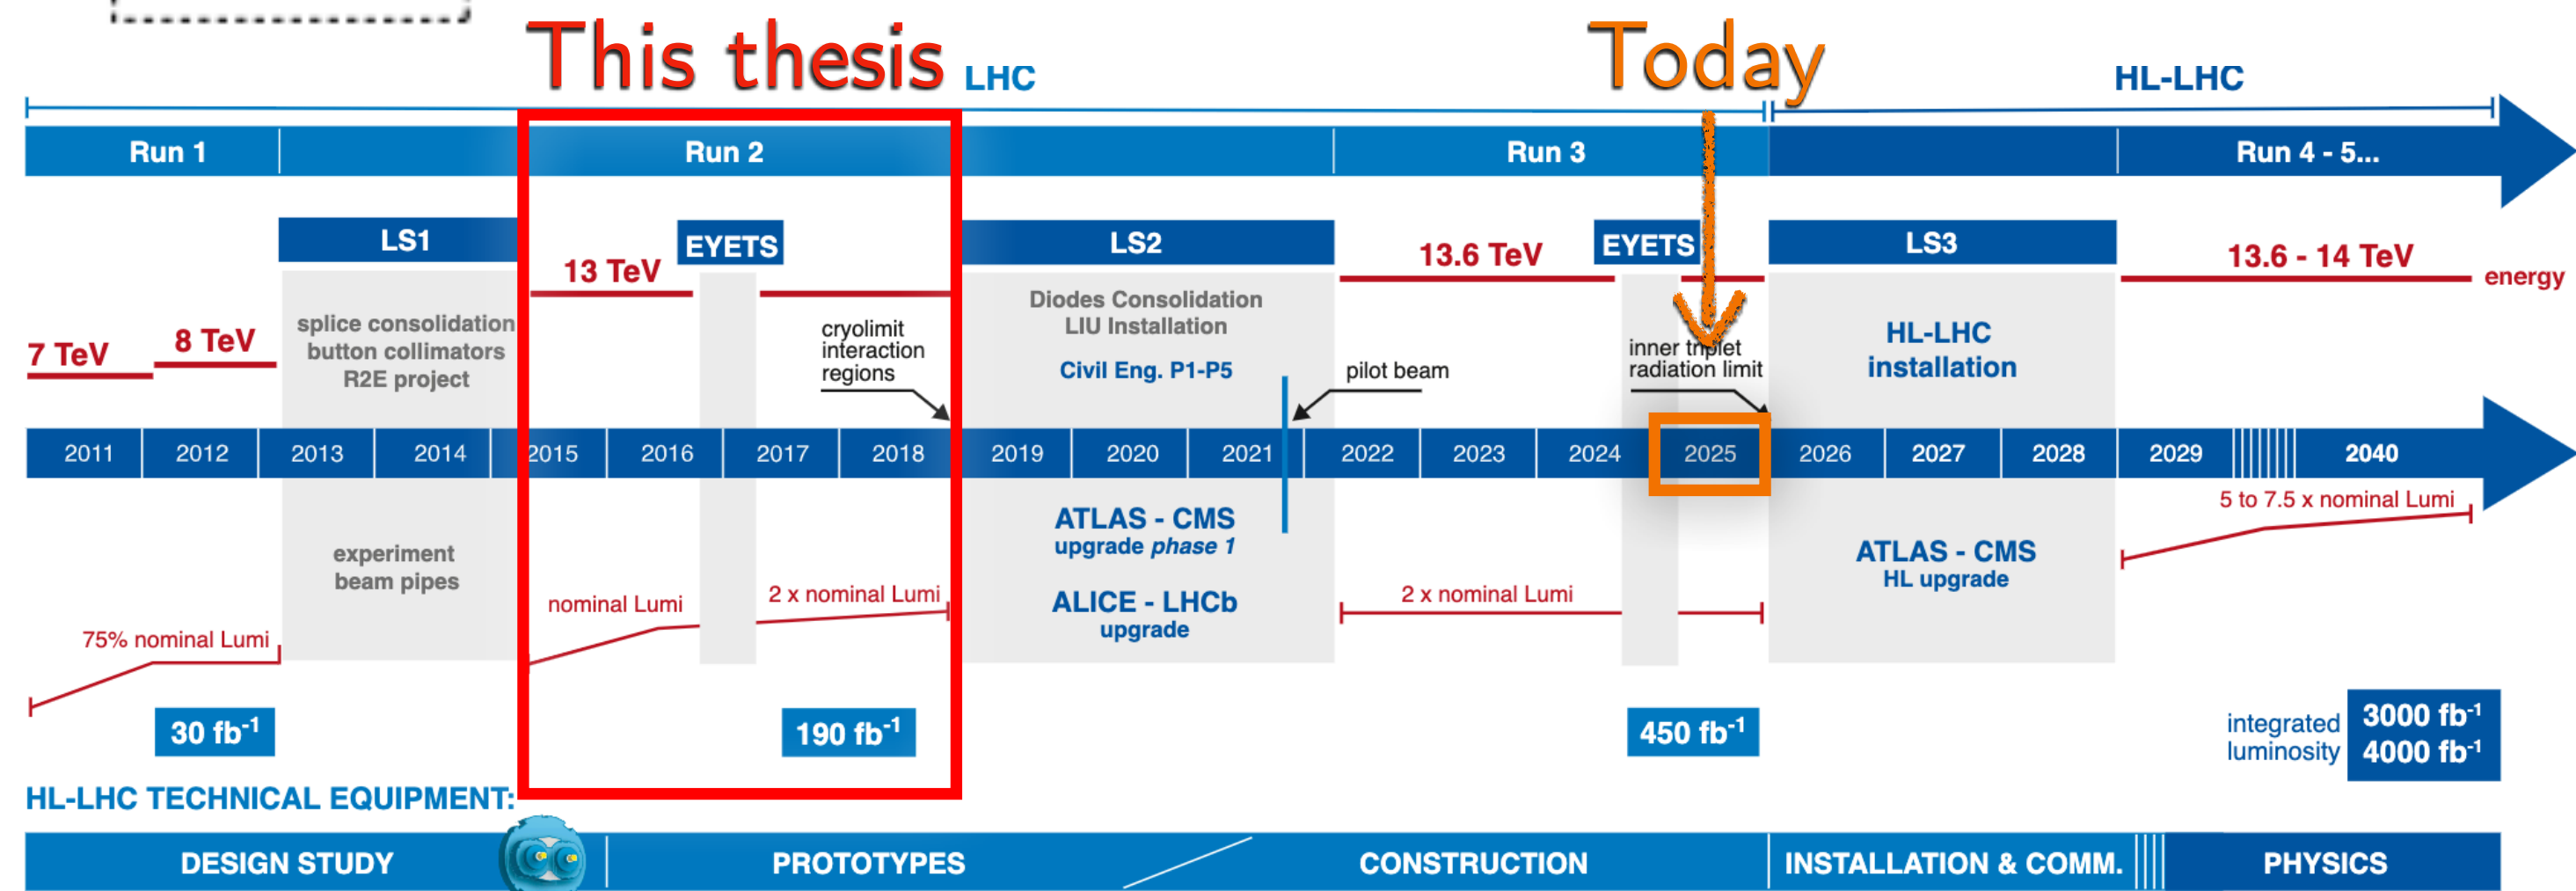 This thesis
Today
LHC
HL-LHC
Run 1
Run 2
Run 3
Run 4 - 5...
LS1
EYETS
LS2
EYETS
LS3
13 TeV
13.6 TeV
13.6 - 14 TeV
energy
7 TeV
8 TeV
splice consolidation
button collimators
R2E project
cryolimit
interaction
regions
Diodes Consolidation
LIU Installation
Civil Eng. P1-P5
pilot beam
inner triplet
radiation limit
HL-LHC
installation
2011
2012
2013
2014
2015
2016
2017
2018
2019
2020
2021
2022
2023
2024
2025
2026
2027
2028
2029
2040
experiment
beam pipes
75% nominal Lumi
nominal Lumi
2 x nominal Lumi
ATLAS - CMS
upgrade phase 1
ALICE - LHCb
upgrade
2 x nominal Lumi
ATLAS - CMS
HL upgrade
5 to 7.5 x nominal Lumi
30 fb⁻¹
190 fb⁻¹
450 fb⁻¹
integrated
luminosity
3000 fb⁻¹
4000 fb⁻¹
HL-LHC TECHNICAL EQUIPMENT:
DESIGN STUDY
PROTOTYPES
CONSTRUCTION
INSTALLATION & COMM.
PHYSICS